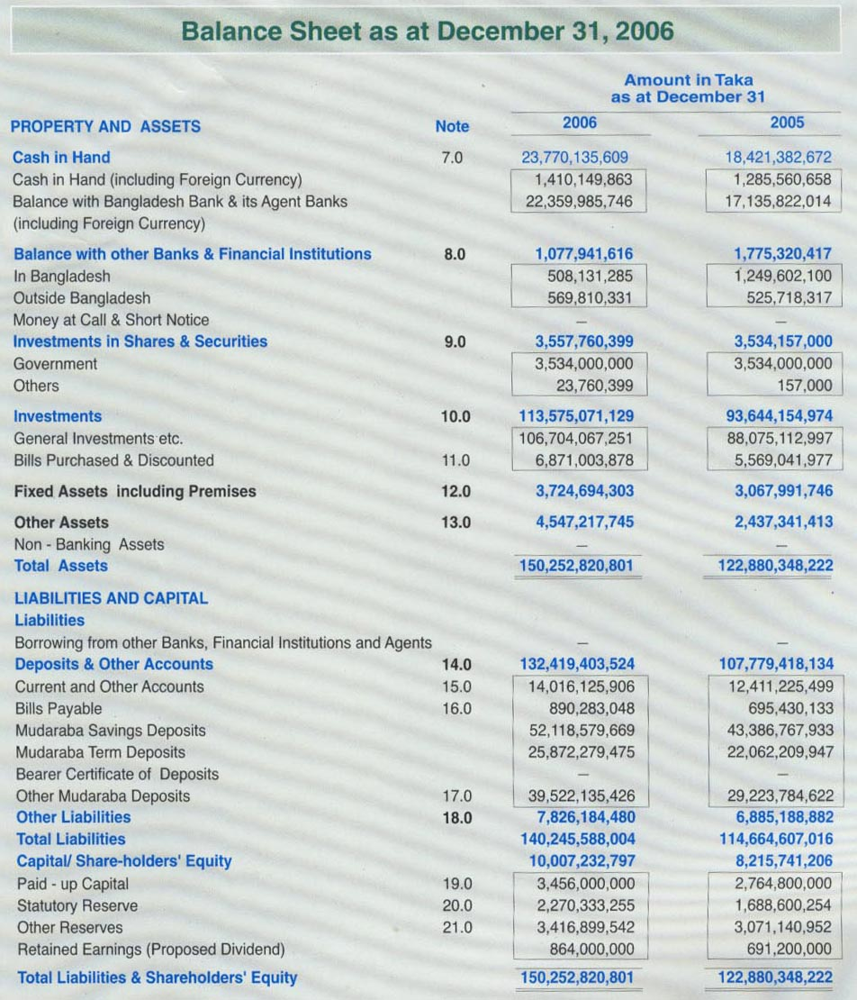 Balance Sheet as at December 31, 2006
Amount in Taka
as at December 31
PROPERTY AND ASSETS Note 2006 2005
Cash in Hand 7.0 23,770,135,609 18,421,382,672
Cash in Hand (including Foreign Currency) 1,410,149,863 1,285,560,658
Balance with Bangladesh Bank & its Agent Banks 22,359,985,746 17,135,822,014
(including Foreign Currency)
Balance with other Banks & Financial Institutions 8.0 1,077,941,616 1,775,320,417
In Bangladesh 508,131,285 1,249,602,100
Outside Bangladesh 569,810,331 525,718,317
Money at Call & Short Notice – –
Investments in Shares & Securities 9.0 3,557,760,399 3,534,157,000
Government 3,534,000,000 3,534,000,000
Others 23,760,399 157,000
Investments 10.0 113,575,071,129 93,644,154,974
General Investments etc. 106,704,067,251 88,075,112,997
Bills Purchased & Discounted 11.0 6,871,003,878 5,569,041,977
Fixed Assets including Premises 12.0 3,724,694,303 3,067,991,746
Other Assets 13.0 4,547,217,745 2,437,341,413
Non - Banking Assets – –
Total Assets 150,252,820,801 122,880,348,222
LIABILITIES AND CAPITAL
Liabilities
Borrowing from other Banks, Financial Institutions and Agents – –
Deposits & Other Accounts 14.0 132,419,403,524 107,779,418,134
Current and Other Accounts 15.0 14,016,125,906 12,411,225,499
Bills Payable 16.0 890,283,048 695,430,133
Mudaraba Savings Deposits 52,118,579,669 43,386,767,933
Mudaraba Term Deposits 25,872,279,475 22,062,209,947
Bearer Certificate of Deposits – –
Other Mudaraba Deposits 17.0 39,522,135,426 29,223,784,622
Other Liabilities 18.0 7,826,184,480 6,885,188,882
Total Liabilities 140,245,588,004 114,664,607,016
Capital/ Share-holders' Equity 10,007,232,797 8,215,741,206
Paid - up Capital 19.0 3,456,000,000 2,764,800,000
Statutory Reserve 20.0 2,270,333,255 1,688,600,254
Other Reserves 21.0 3,416,899,542 3,071,140,952
Retained Earnings (Proposed Dividend) 864,000,000 691,200,000
Total Liabilities & Shareholders' Equity 150,252,820,801 122,880,348,222